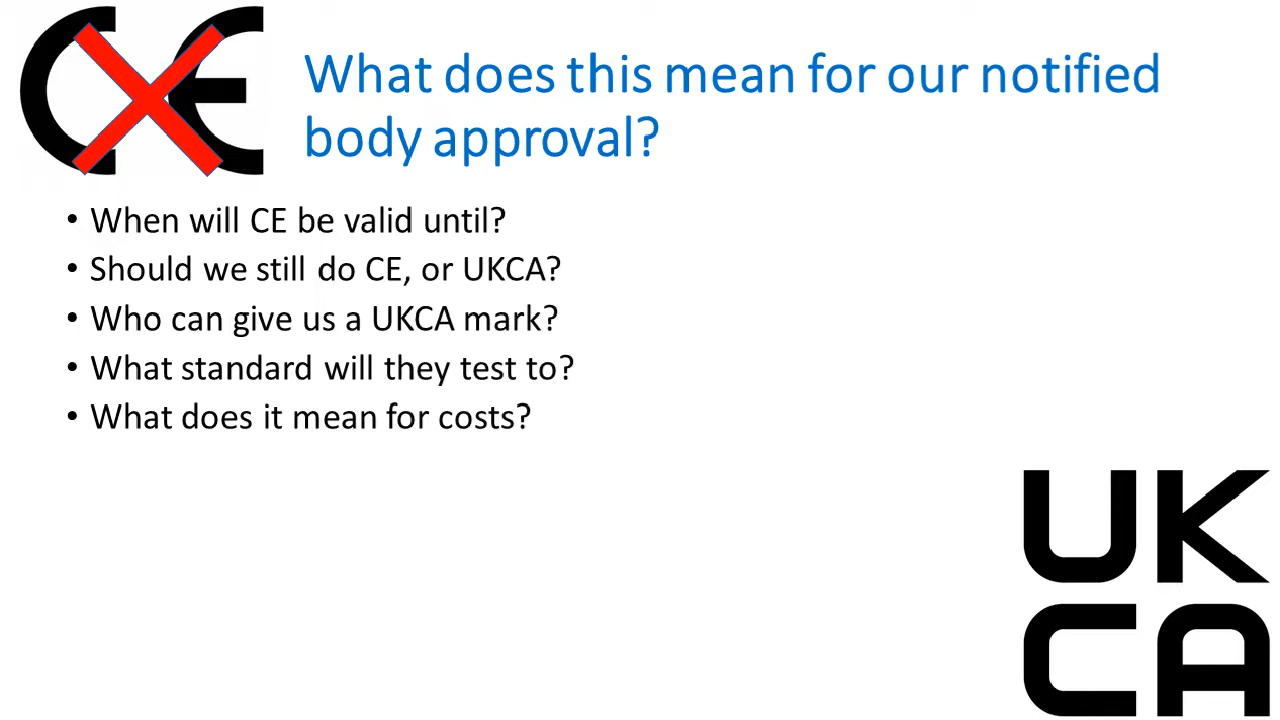 CE
What does this mean for our notified
body approval?
• When will CE be valid until?
• Should we still do CE, or UKCA?
• Who can give us a UKCA mark?
• What standard will they test to?
• What does it mean for costs?
UK
CA